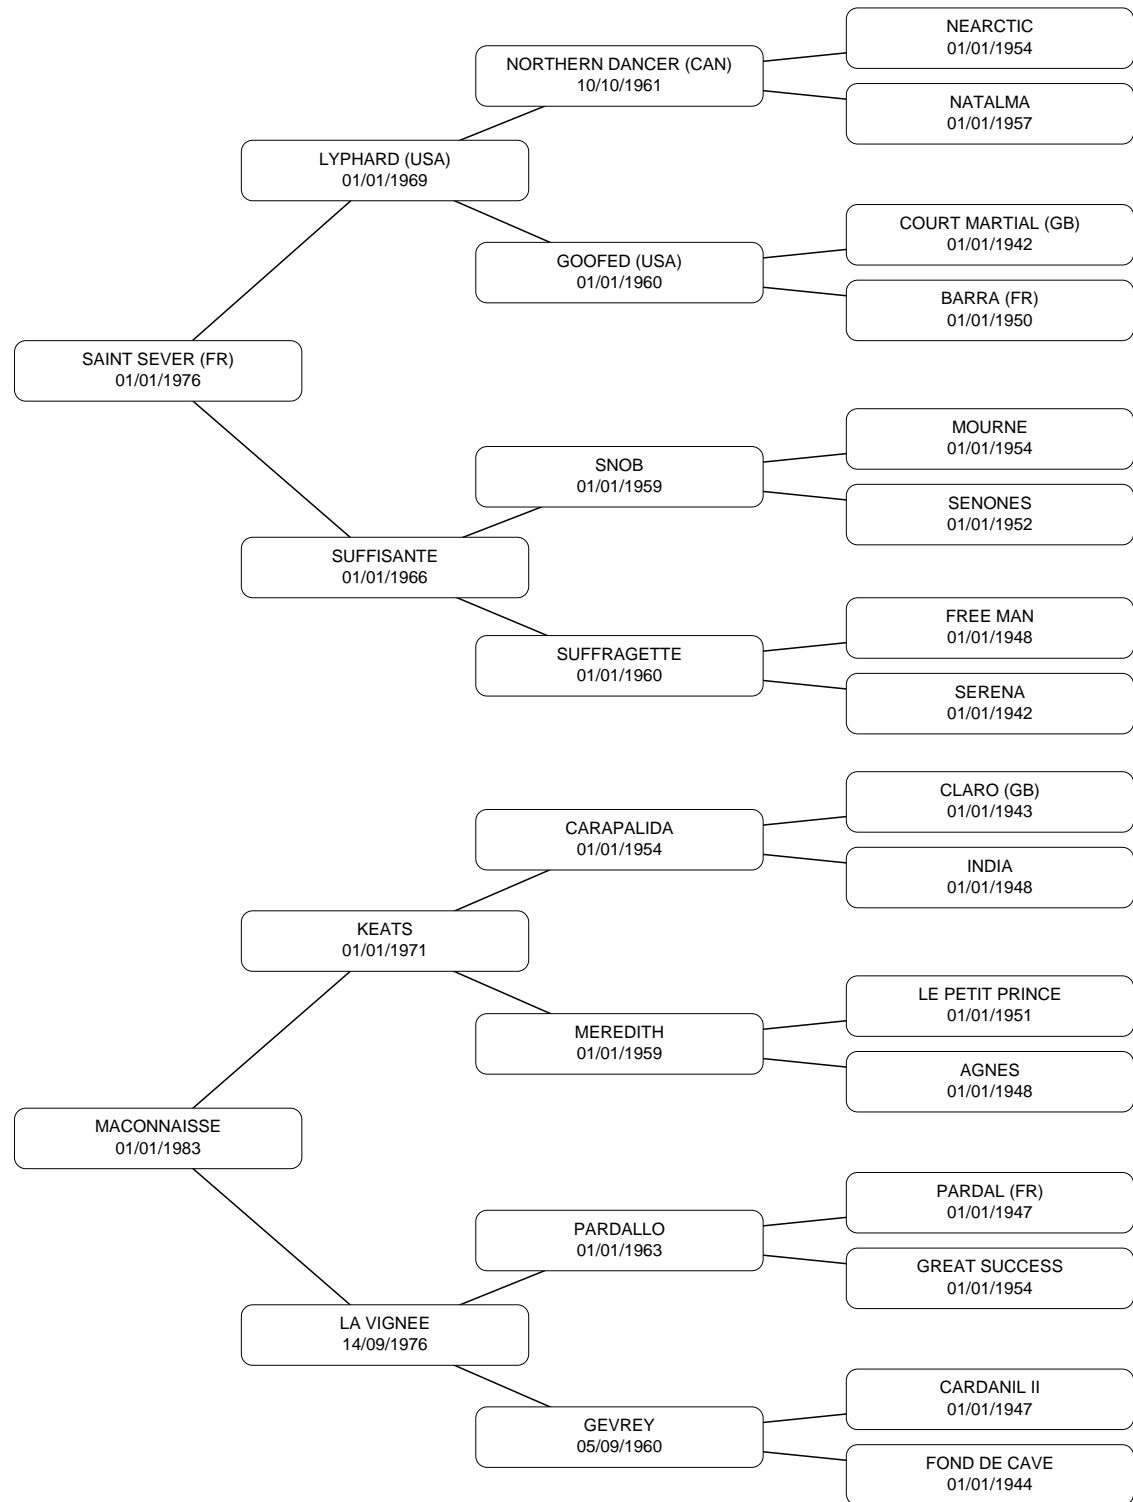 NEARCTIC
01/01/1954
NORTHERN DANCER (CAN)
10/10/1961
NATALMA
01/01/1957
LYPHARD (USA)
01/01/1969
COURT MARTIAL (GB)
01/01/1942
GOOFED (USA)
01/01/1960
BARRA (FR)
01/01/1950
SAINT SEVER (FR)
01/01/1976
MOURNE
01/01/1954
SNOB
01/01/1959
SENONES
01/01/1952
SUFFISANTE
01/01/1966
FREE MAN
01/01/1948
SUFFRAGETTE
01/01/1960
SERENA
01/01/1942
CLARO (GB)
01/01/1943
CARAPALIDA
01/01/1954
INDIA
01/01/1948
KEATS
01/01/1971
LE PETIT PRINCE
01/01/1951
MEREDITH
01/01/1959
AGNES
01/01/1948
MACONNAISSE
01/01/1983
PARDAL (FR)
01/01/1947
PARDALLO
01/01/1963
GREAT SUCCESS
01/01/1954
LA VIGNEE
14/09/1976
CARDANIL II
01/01/1947
GEVREY
05/09/1960
FOND DE CAVE
01/01/1944